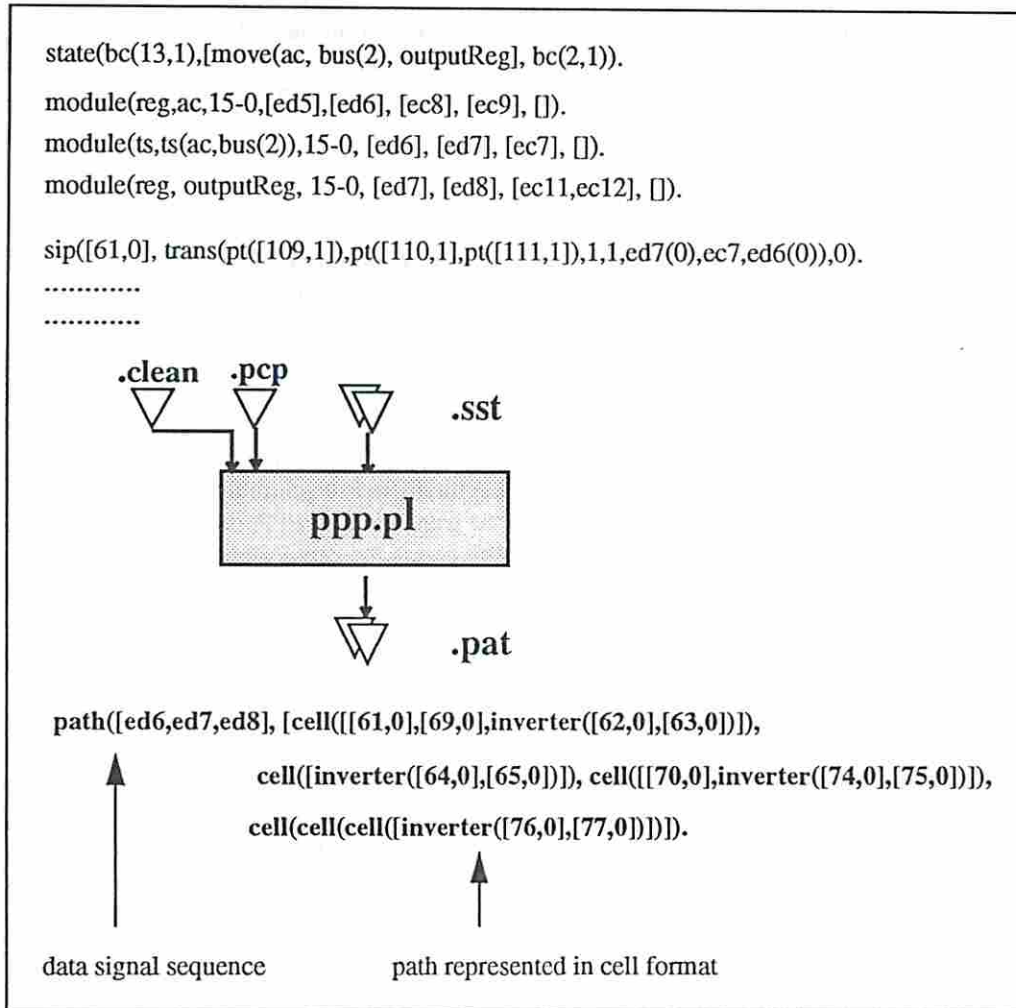 state(bc(13,1),[move(ac, bus(2), outputReg], bc(2,1)).
module(reg,ac,15-0,[ed5],[ed6], [ec8], [ec9], []).
module(ts,ts(ac,bus(2)),15-0, [ed6], [ed7], [ec7], []).
module(reg, outputReg, 15-0, [ed7], [ed8], [ec11,ec12], []).
sip([61,0], trans(pt([109,1]),pt([110,1],pt([111,1]),1,1,ed7(0),ec7,ed6(0)),0).
............
............
.clean .pcp
.sst
ppp.pl
.pat
path([ed6,ed7,ed8], [cell([[61,0],[69,0],inverter([62,0],[63,0])]),
cell([inverter([64,0],[65,0])]), cell([[70,0],inverter([74,0],[75,0])]),
cell(cell(cell([inverter([76,0],[77,0])])]).
data signal sequence path represented in cell format